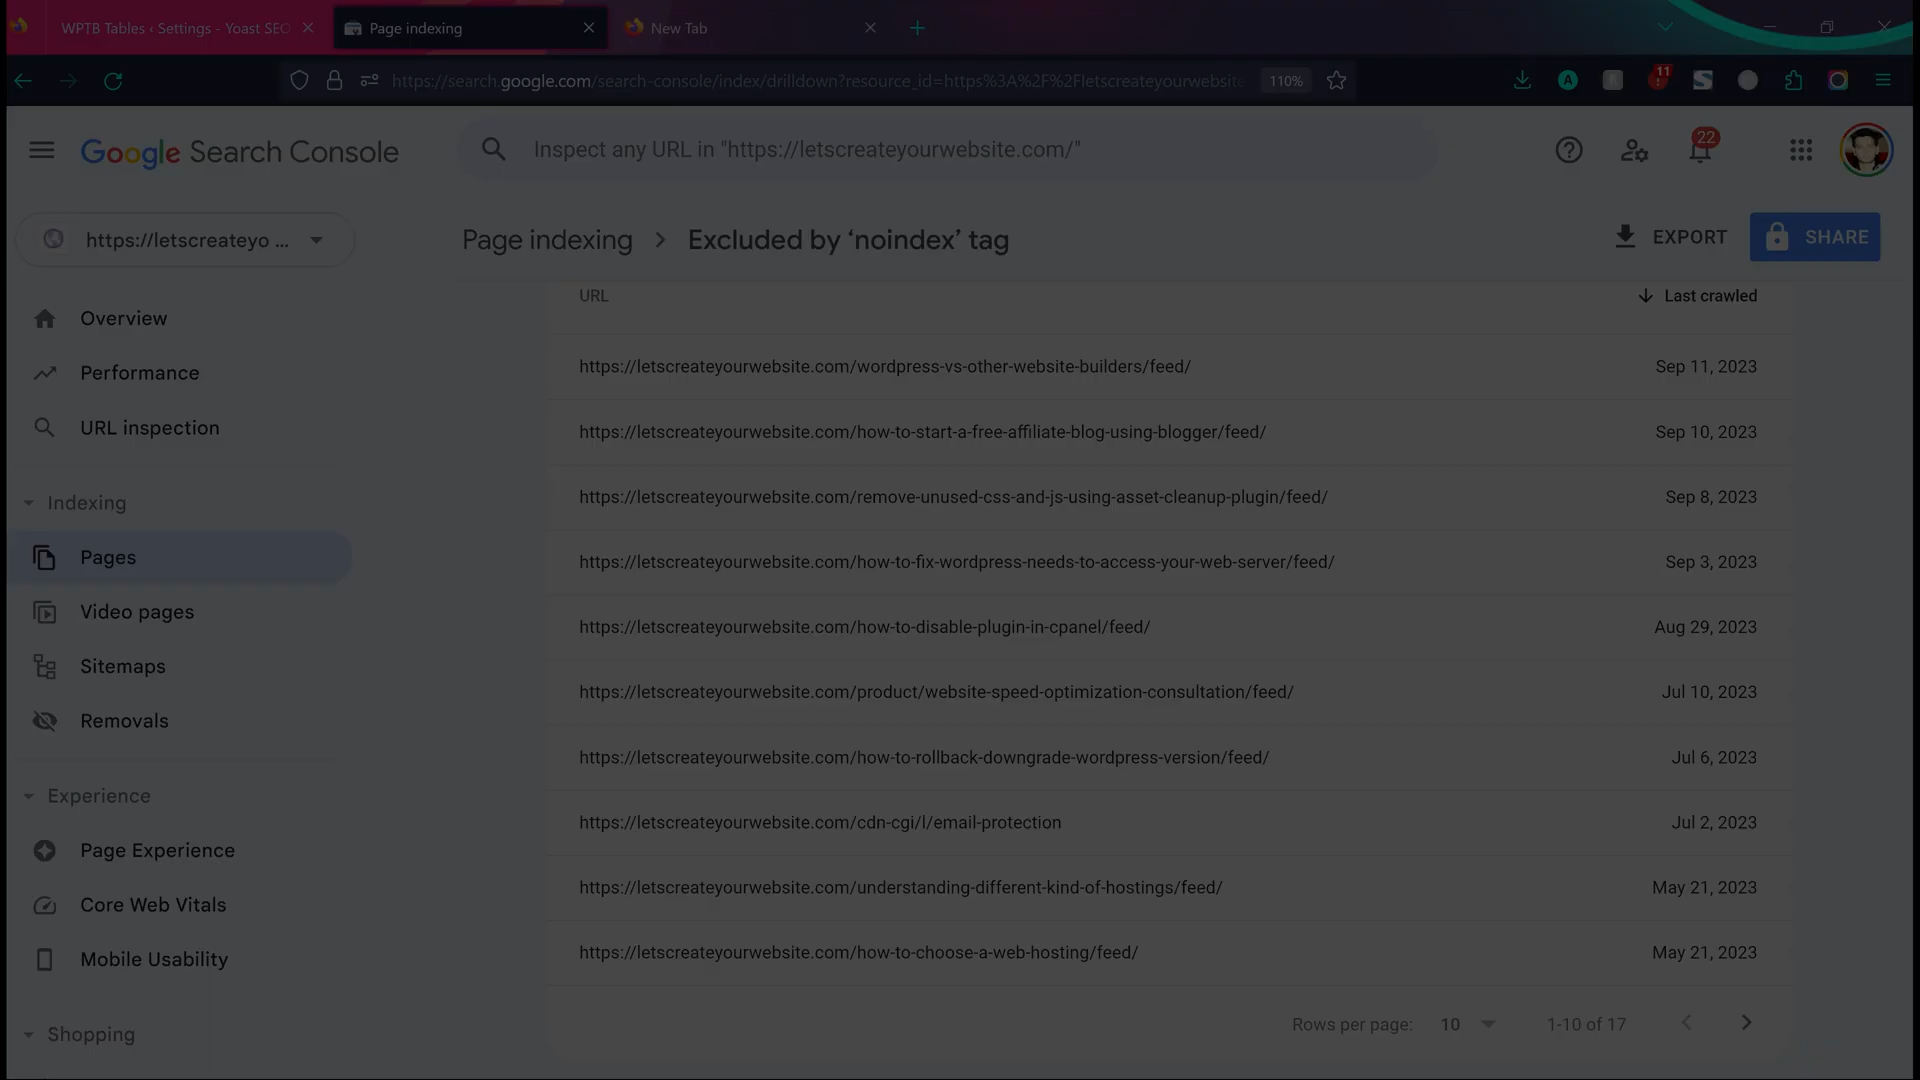 WPTB Tables ‹ Settings - Yoast SEO
Page indexing
New Tab
https://search.google.com/search-console/index/drilldown?resource_id=https%3A%2F%2Fletscreateyourwebsite
110%
11
Google Search Console
Inspect any URL in "https://letscreateyourwebsite.com/"
22
https://letscreateyo ...
Page indexing > Excluded by ‘noindex’ tag
EXPORT
SHARE
Overview
Performance
URL inspection
Indexing
Pages
Video pages
Sitemaps
Removals
Experience
Page Experience
Core Web Vitals
Mobile Usability
Shopping
URL
Last crawled
https://letscreateyourwebsite.com/wordpress-vs-other-website-builders/feed/ Sep 11, 2023
https://letscreateyourwebsite.com/how-to-start-a-free-affiliate-blog-using-blogger/feed/ Sep 10, 2023
https://letscreateyourwebsite.com/remove-unused-css-and-js-using-asset-cleanup-plugin/feed/ Sep 8, 2023
https://letscreateyourwebsite.com/how-to-fix-wordpress-needs-to-access-your-web-server/feed/ Sep 3, 2023
https://letscreateyourwebsite.com/how-to-disable-plugin-in-cpanel/feed/ Aug 29, 2023
https://letscreateyourwebsite.com/product/website-speed-optimization-consultation/feed/ Jul 10, 2023
https://letscreateyourwebsite.com/how-to-rollback-downgrade-wordpress-version/feed/ Jul 6, 2023
https://letscreateyourwebsite.com/cdn-cgi/l/email-protection Jul 2, 2023
https://letscreateyourwebsite.com/understanding-different-kind-of-hostings/feed/ May 21, 2023
https://letscreateyourwebsite.com/how-to-choose-a-web-hosting/feed/ May 21, 2023
Rows per page: 10 1-10 of 17